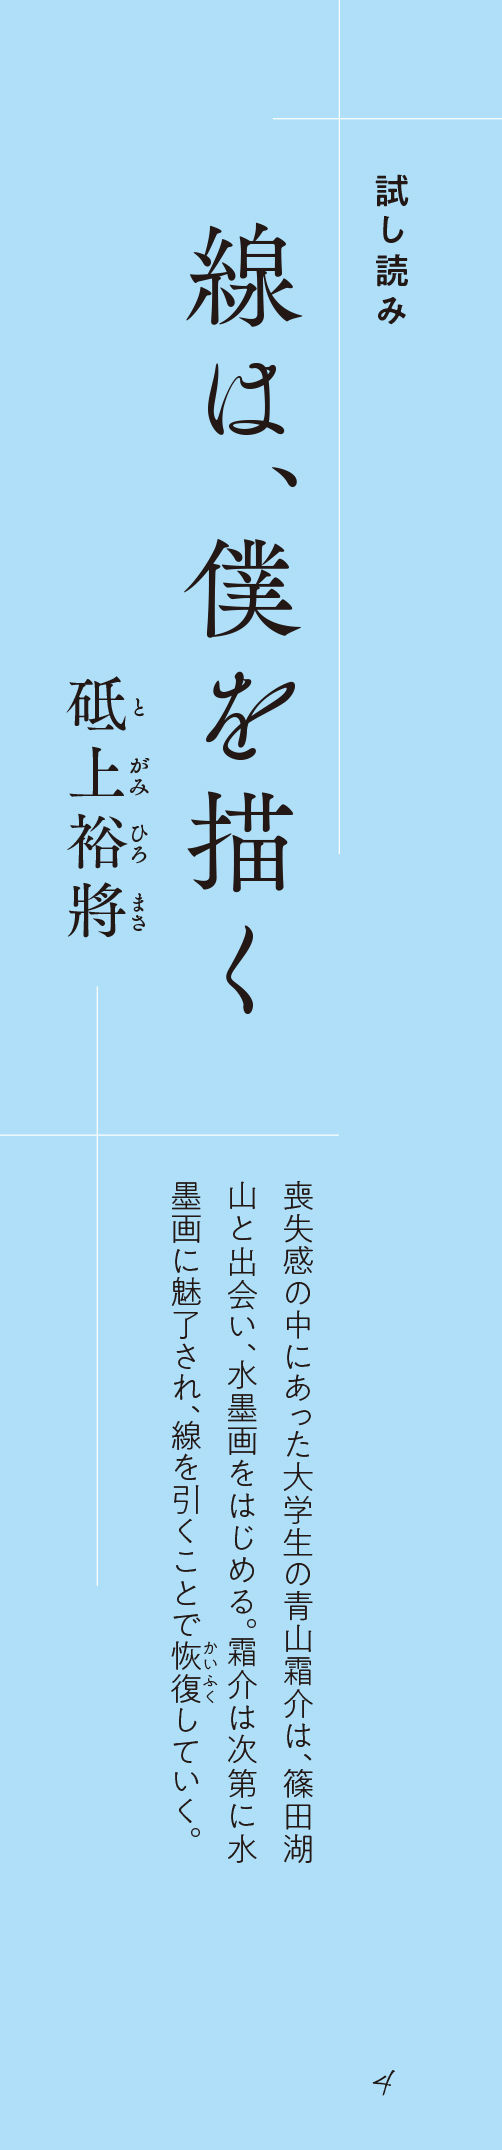 試し読み
線は、僕を描く
砥上裕將
とがみひろまさ
喪失感の中にあった大学生の青山霜介は、篠田湖
山と出会い、水墨画をはじめる。霜介は次第に水
墨画に魅了され、線を引くことで恢復していく。
かいふく
4